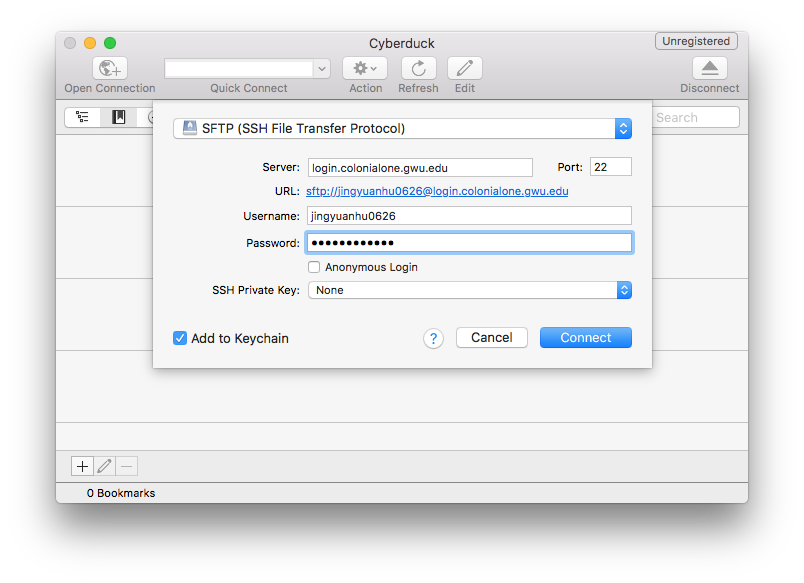 Cyberduck
Unregistered
Open Connection
Quick Connect
Action
Refresh
Edit
Disconnect
Search
SFTP (SSH File Transfer Protocol)
Server: login.colonialone.gwu.edu Port: 22
URL: sftp://jingyuanhu0626@login.colonialone.gwu.edu
Username: jingyuanhu0626
Password: ••••••••••••
Anonymous Login
SSH Private Key: None
Add to Keychain ? Cancel Connect
0 Bookmarks